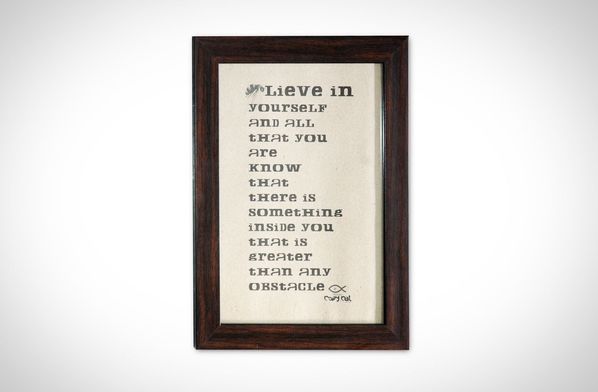 Lieve in
yourself
and all
that you
are
know
that
there is
something
inside you
that is
greater
than any
obstacle